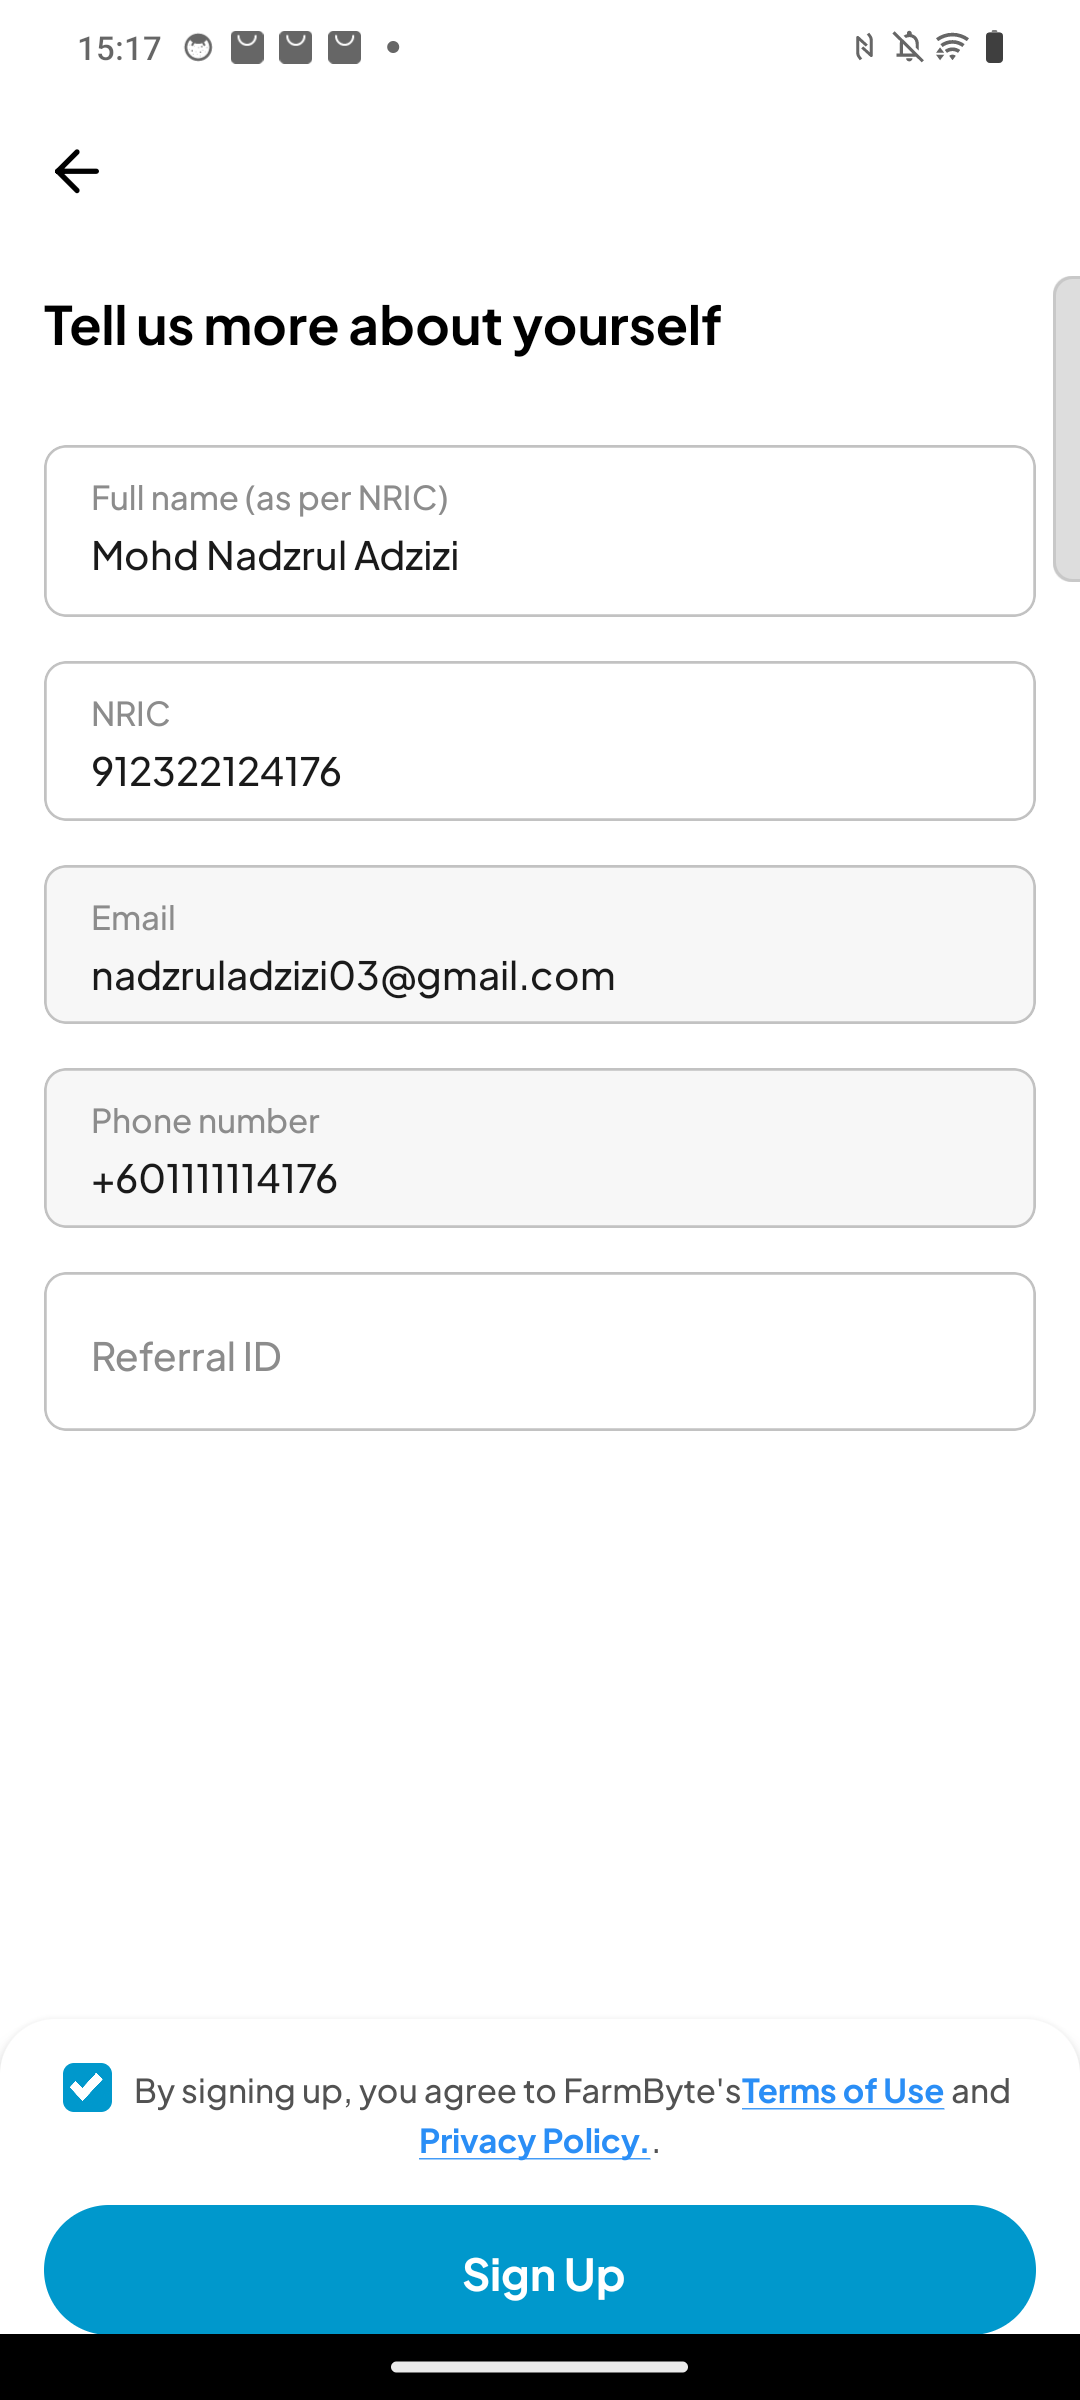 15:17
Tell us more about yourself
Full name (as per NRIC)
Mohd Nadzrul Adzizi
NRIC
912322124176
Email
nadzruladzizi03@gmail.com
Phone number
+601111114176
Referral ID
By signing up, you agree to FarmByte'sTerms of Use and
Privacy Policy..
Sign Up